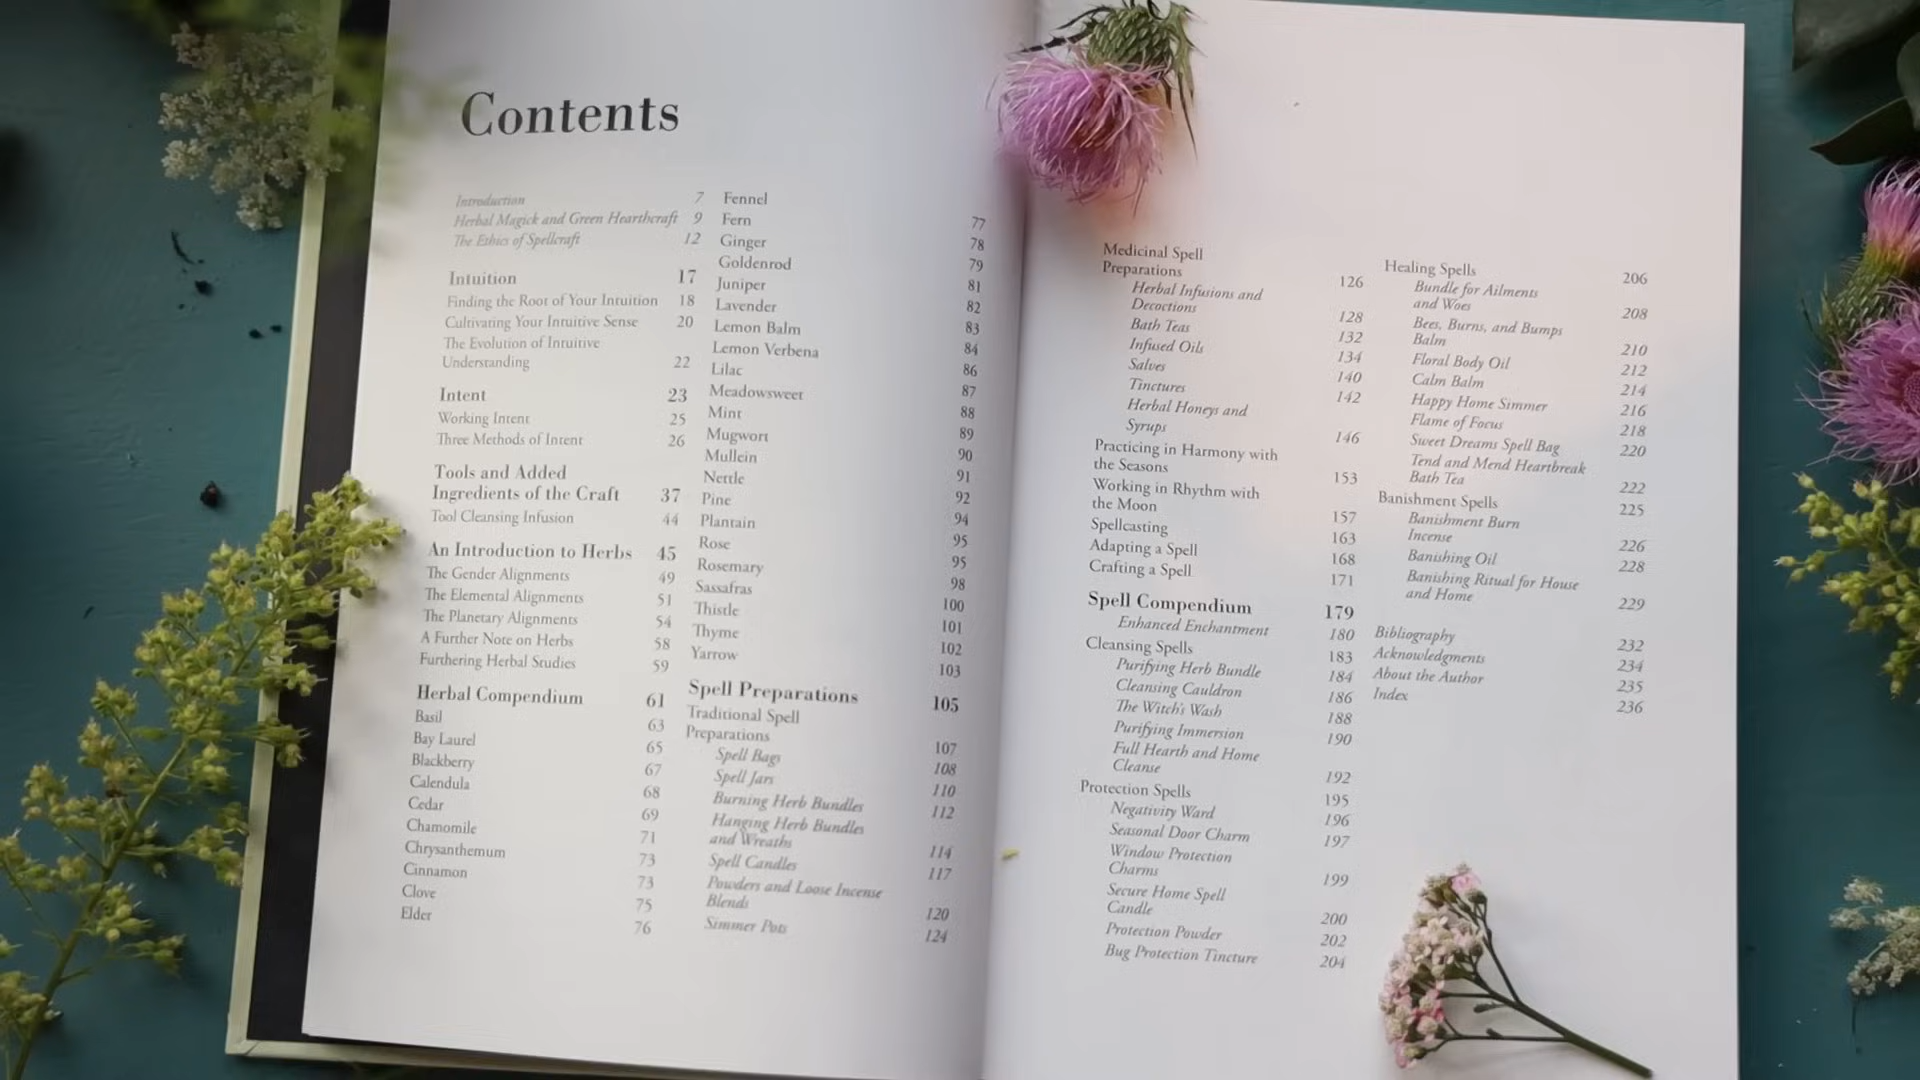 Contents
Introduction 7
Herbal Magick and Green Hearthcraft 9
The Ethics of Spellcraft 12
Intuition 17
Finding the Root of Your Intuition 18
Cultivating Your Intuitive Sense 20
The Evolution of Intuitive
Understanding 22
Intent 23
Working Intent 25
Three Methods of Intent 26
Tools and Added
Ingredients of the Craft 37
Tool Cleansing Infusion 44
An Introduction to Herbs 45
The Gender Alignments 49
The Elemental Alignments 51
The Planetary Alignments 54
A Further Note on Herbs 58
Furthering Herbal Studies 59
Herbal Compendium 61
Basil 63
Bay Laurel 65
Blackberry 67
Calendula 68
Cedar 69
Chamomile 71
Chrysanthemum 73
Cinnamon 73
Clove 75
Elder 76
Fennel 77
Fern 78
Ginger 79
Goldenrod 81
Juniper 82
Lavender 83
Lemon Balm 84
Lemon Verbena 86
Lilac 87
Meadowsweet 88
Mint 89
Mugwort 90
Mullein 91
Nettle 92
Pine 94
Plantain 95
Rose 95
Rosemary 98
Sassafras 100
Thistle 101
Thyme 102
Yarrow 103
Spell Preparations 105
Traditional Spell
Preparations 107
Spell Bags 108
Spell Jars 110
Burning Herb Bundles 112
Hanging Herb Bundles
and Wreaths 114
Spell Candles 117
Powders and Loose Incense
Blends 120
Simmer Pots 124
Medicinal Spell
Preparations 126
Herbal Infusions and
Decoctions 128
Bath Teas 132
Infused Oils 134
Salves 140
Tinctures 142
Herbal Honeys and
Syrups 146
Practicing in Harmony with
the Seasons 153
Working in Rhythm with
the Moon 157
Spellcasting 163
Adapting a Spell 168
Crafting a Spell 171
Spell Compendium 179
Enhanced Enchantment 180
Cleansing Spells 183
Purifying Herb Bundle 184
Cleansing Cauldron 186
The Witch's Wash 188
Purifying Immersion 190
Full Hearth and Home
Cleanse 192
Protection Spells 195
Negativity Ward 196
Seasonal Door Charm 197
Window Protection
Charms 199
Secure Home Spell
Candle 200
Protection Powder 202
Bug Protection Tincture 204
Healing Spells 206
Bundle for Ailments
and Woes 208
Bees, Burns, and Bumps
Balm 210
Floral Body Oil 212
Calm Balm 214
Happy Home Simmer 216
Flame of Focus 218
Sweet Dreams Spell Bag 220
Tend and Mend Heartbreak
Bath Tea 222
Banishment Spells 225
Banishment Burn
Incense 226
Banishing Oil 228
Banishing Ritual for House
and Home 229
Bibliography 232
Acknowledgments 234
About the Author 235
Index 236